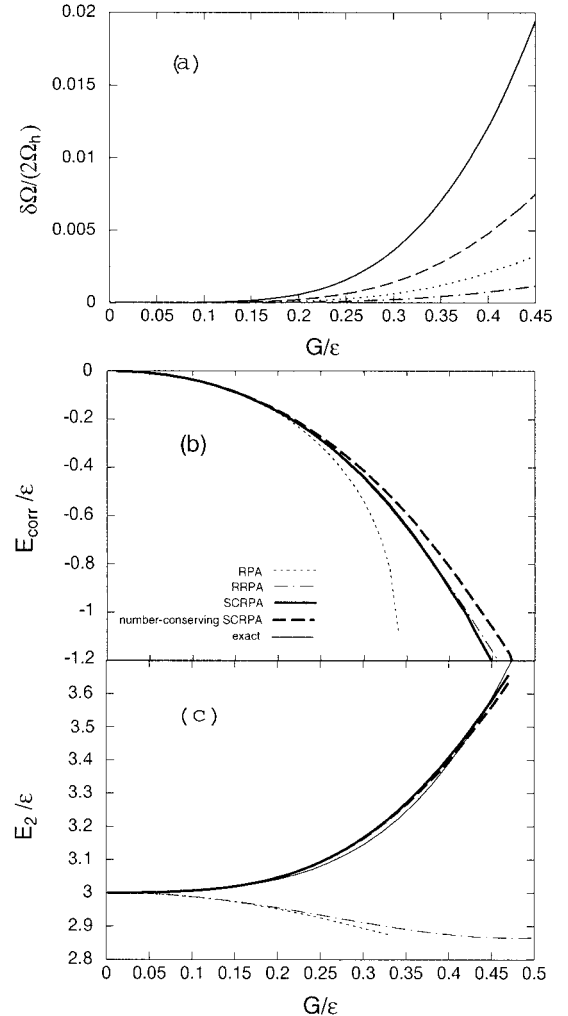 0.02
(a)
0.015
0.01
0.005
0
δΩ/(2Ωh)
0 0.05 0.1 0.15 0.2 0.25 0.3 0.35 0.4 0.45
G/ε
0
-0.2
(b)
-0.4
-0.6
-0.8
-1
-1.2
Ecorr/ε
RPA
RRPA
SCRPA
number-conserving SCRPA
exact
3.6
(c)
3.5
3.4
3.3
3.2
3.1
3
2.9
2.8
E2/ε
0 0.05 0.1 0.15 0.2 0.25 0.3 0.35 0.4 0.45 0.5
G/ε